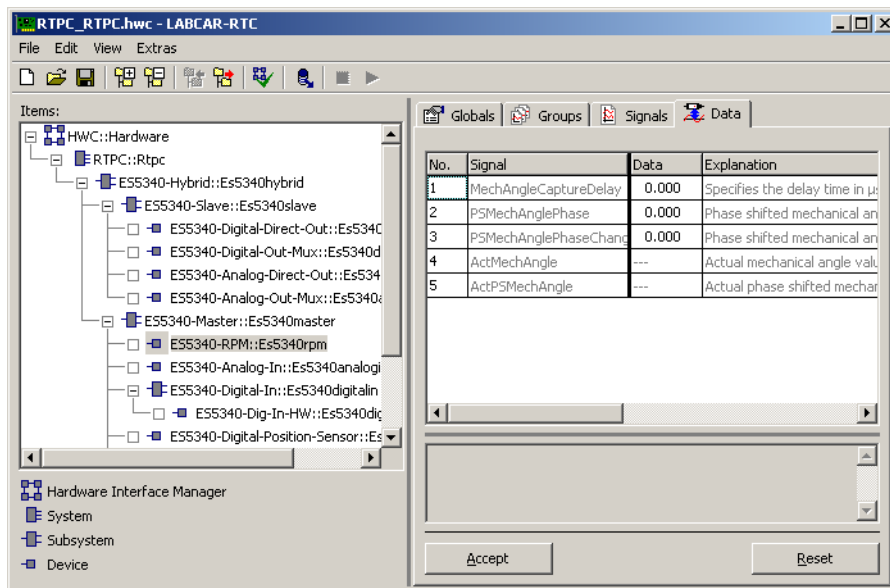 RTPC_RTPC.hwc - LABCAR-RTC
File Edit View Extras
Items:
HWC::Hardware
RTPC::Rtpc
ES5340-Hybrid::Es5340hybrid
ES5340-Slave::Es5340slave
ES5340-Digital-Direct-Out::Es5340
ES5340-Digital-Out-Mux::Es5340d
ES5340-Analog-Direct-Out::Es534
ES5340-Analog-Out-Mux::Es5340a
ES5340-Master::Es5340master
ES5340-RPM::Es5340rpm
ES5340-Analog-In::Es5340analogi
ES5340-Digital-In::Es5340digitalin
ES5340-Dig-In-HW::Es5340dig
ES5340-Digital-Position-Sensor::Es
Hardware Interface Manager
System
Subsystem
Device
Globals Groups Signals Data
No. Signal Data Explanation
1 MechAngleCaptureDelay 0.000 Specifies the delay time in µs
2 PSMechAnglePhase 0.000 Phase shifted mechanical an
3 PSMechAnglePhaseChang 0.000 Phase shifted mechanical an
4 ActMechAngle --- Actual mechanical angle valu
5 ActPSMechAngle --- Actual phase shifted mechar
Accept Reset